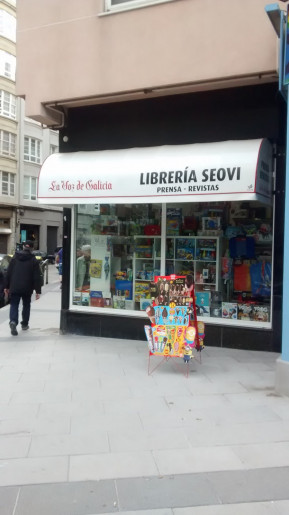 La Voz de Galicia
LIBRERÍA SEOVI
PRENSA - REVISTAS